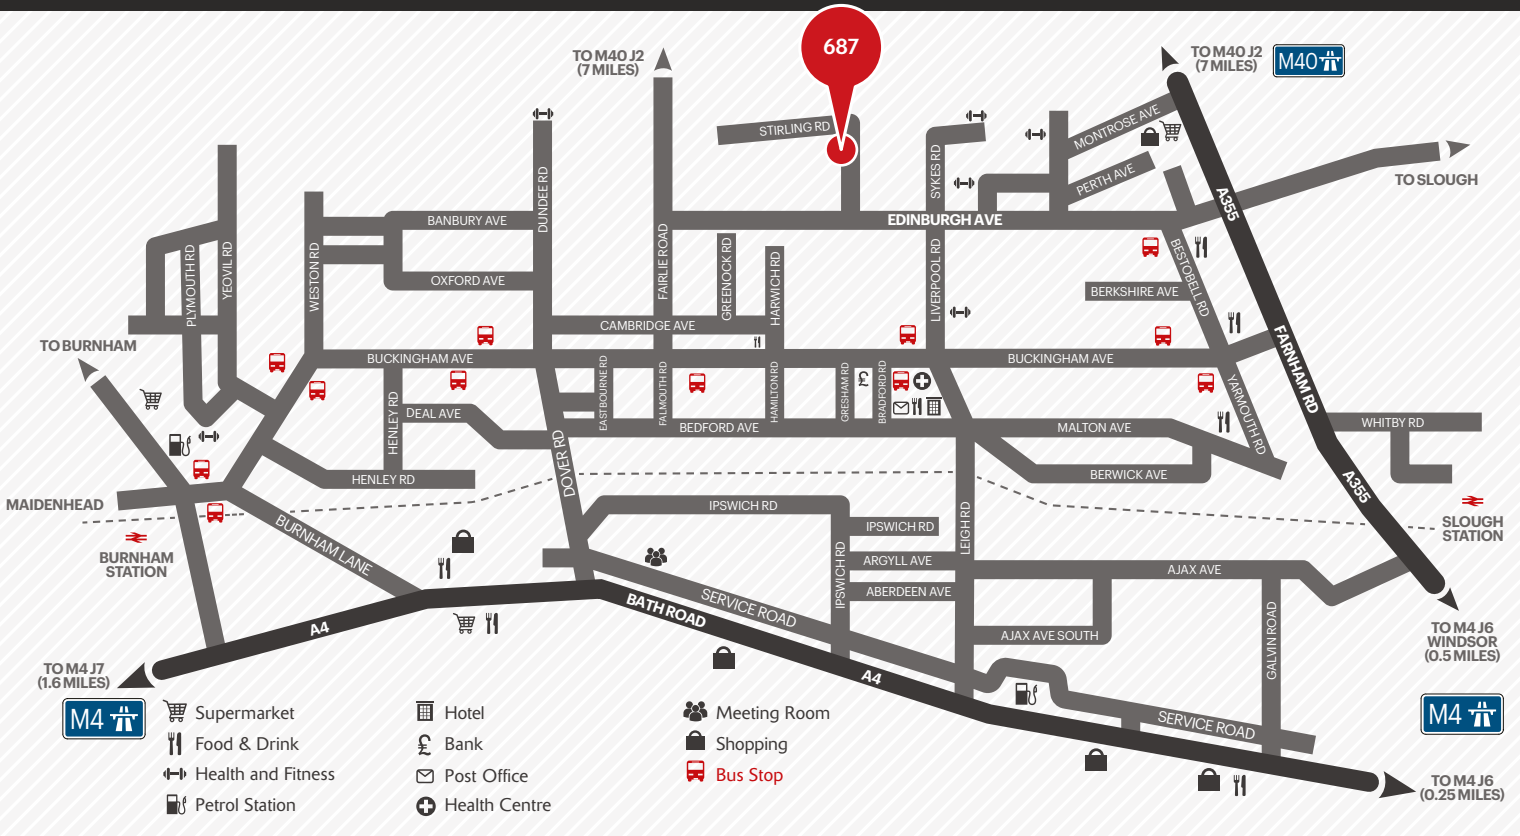 687
TO M40 J2
(7 MILES)
TO M40 J2
(7 MILES)
M40
STIRLING RD
MONTROSE AVE
PERTH AVE
SYKES RD
TO SLOUGH
A355
DUNDEE RD
BANBURY AVE
EDINBURGH AVE
FAIRLIE ROAD
GREENOCK RD
HARWICH RD
LIVERPOOL RD
BESTOBELL RD
PLYMOUTH RD
YEOVIL RD
WESTON RD
OXFORD AVE
BERKSHIRE AVE
CAMBRIDGE AVE
TO BURNHAM
BUCKINGHAM AVE
BUCKINGHAM AVE
FARNHAM RD
EASTBOURNE RD
FALMOUTH RD
HAMILTON RD
GRESHAM RD
BRADFORD RD
YARMOUTH RD
HENLEY RD
DEAL AVE
BEDFORD AVE
MALTON AVE
WHITBY RD
DOVER RD
HENLEY RD
BERWICK AVE
A355
MAIDENHEAD
IPSWICH RD
IPSWICH RD
LEIGH RD
SLOUGH
STATION
BURNHAM
STATION
BURNHAM LANE
IPSWICH RD
ARGYLL AVE
AJAX AVE
ABERDEEN AVE
SERVICE ROAD
BATH ROAD
A4
AJAX AVE SOUTH
GALVIN ROAD
TO M4 J6
WINDSOR
(0.5 MILES)
TO M4 J7
(1.6 MILES)
A4
M4
M4
SERVICE ROAD
TO M4 J6
(0.25 MILES)
Supermarket
Food & Drink
Health and Fitness
Petrol Station
Hotel
£ Bank
Post Office
Health Centre
Meeting Room
Shopping
Bus Stop
£